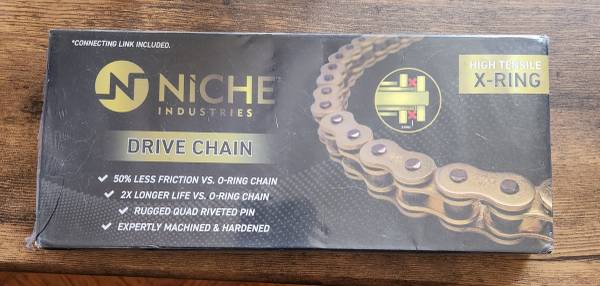 *CONNECTING LINK INCLUDED.
HIGH TENSILE
X-RING
N NICHE
INDUSTRIES
DRIVE CHAIN
✓ 50% LESS FRICTION VS. O-RING CHAIN
✓ 2X LONGER LIFE VS. O-RING CHAIN
✓ RUGGED QUAD RIVETED PIN
✓ EXPERTLY MACHINED & HARDENED